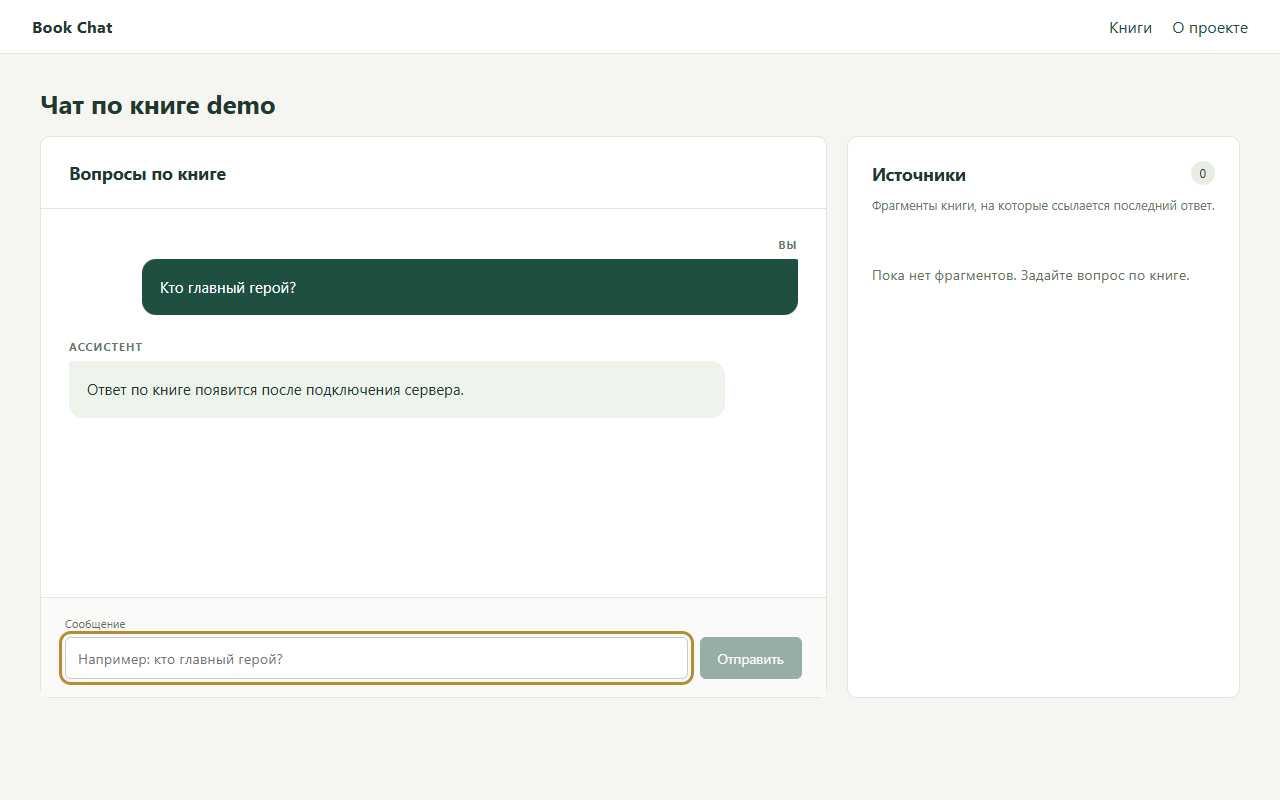 Book Chat
Книги
О проекте
Чат по книге demo
Вопросы по книге
ВЫ
Кто главный герой?
АССИСТЕНТ
Ответ по книге появится после подключения сервера.
Сообщение
Например: кто главный герой?
Отправить
Источники
0
Фрагменты книги, на которые ссылается последний ответ.
Пока нет фрагментов. Задайте вопрос по книге.